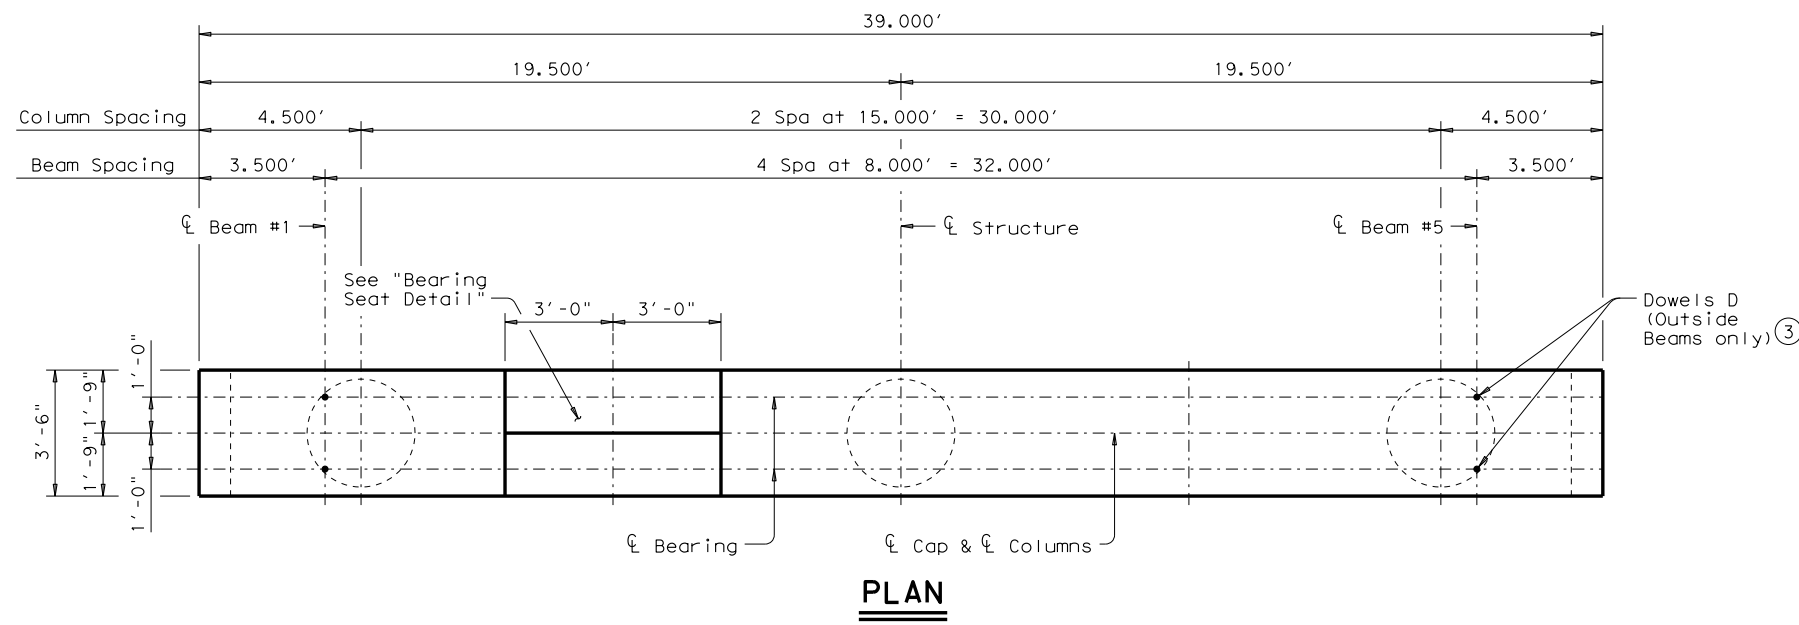 39.000′
19.500′ 19.500′
Column Spacing 4.500′ 2 Spa at 15.000′ = 30.000′ 4.500′
Beam Spacing 3.500′ 4 Spa at 8.000′ = 32.000′ 3.500′
℄ Beam #1 ℄ Structure ℄ Beam #5
See "Bearing
Seat Detail"
3′-0" 3′-0"
Dowels D
(Outside
Beams only) 3
3′-6"
1′-9"
1′-9"
1′-0"
1′-0"
℄ Bearing ℄ Cap & ℄ Columns
PLAN